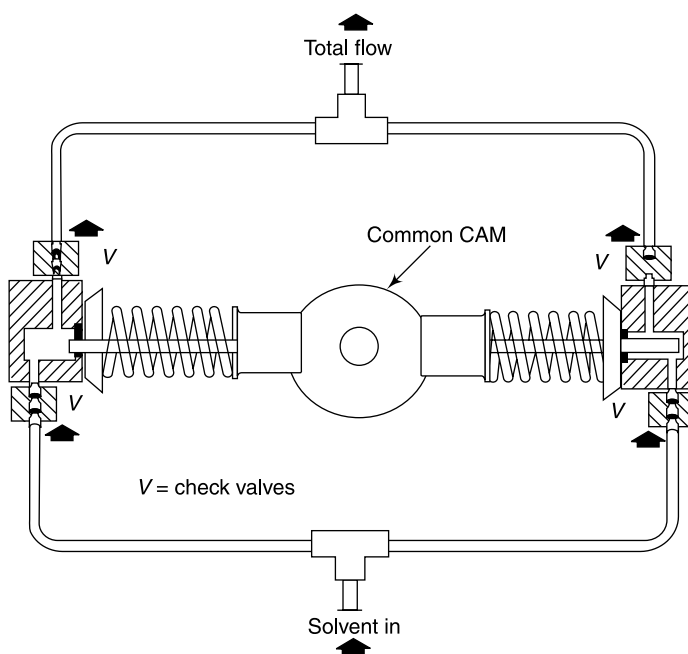 Total flow
V
V
Common CAM
V
V
V = check valves
Solvent in